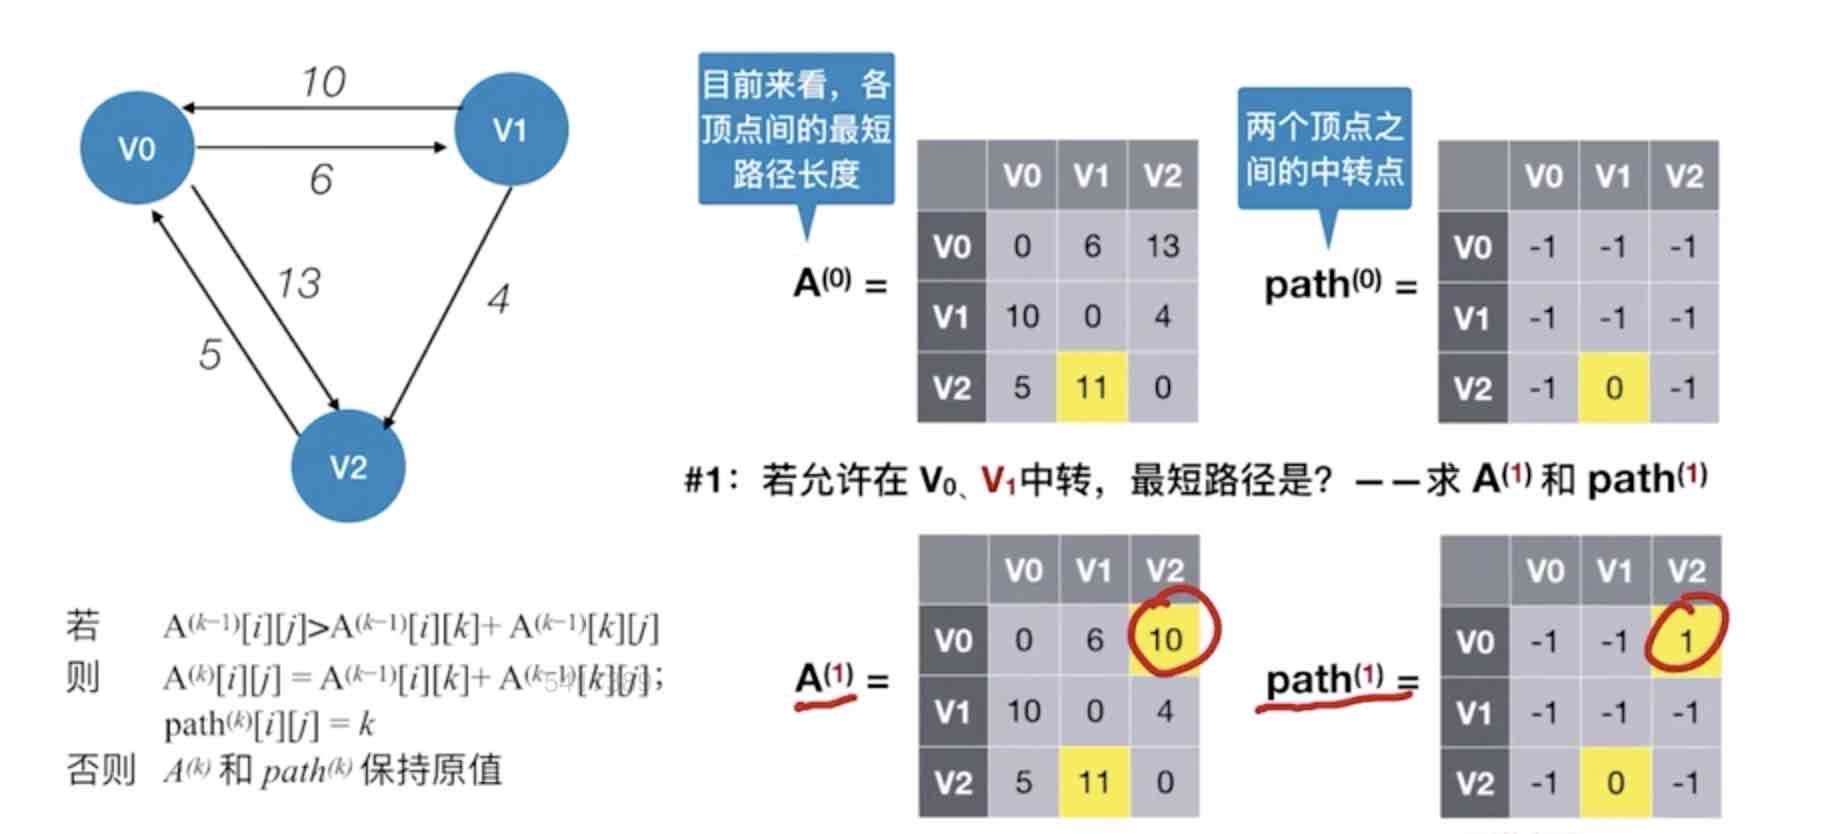 10
V0
V1
6
13
4
5
V2
目前来看，各
顶点间的最短
路径长度
A(0) =
V0 V1 V2
V0 0 6 13
V1 10 0 4
V2 5 11 0
两个顶点之
间的中转点
path(0) =
V0 V1 V2
V0 -1 -1 -1
V1 -1 -1 -1
V2 -1 0 -1
#1：若允许在 V0、V1中转，最短路径是？——求 A(1) 和 path(1)
若 A(k−1)[i][j]>A(k−1)[i][k]+ A(k−1)[k][j]
则 A(k)[i][j] = A(k−1)[i][k]+ A(k−1)[k][j];
path(k)[i][j] = k
否则 A(k) 和 path(k) 保持原值
A(1) =
V0 V1 V2
V0 0 6 10
V1 10 0 4
V2 5 11 0
path(1) =
V0 V1 V2
V0 -1 -1 1
V1 -1 -1 -1
V2 -1 0 -1